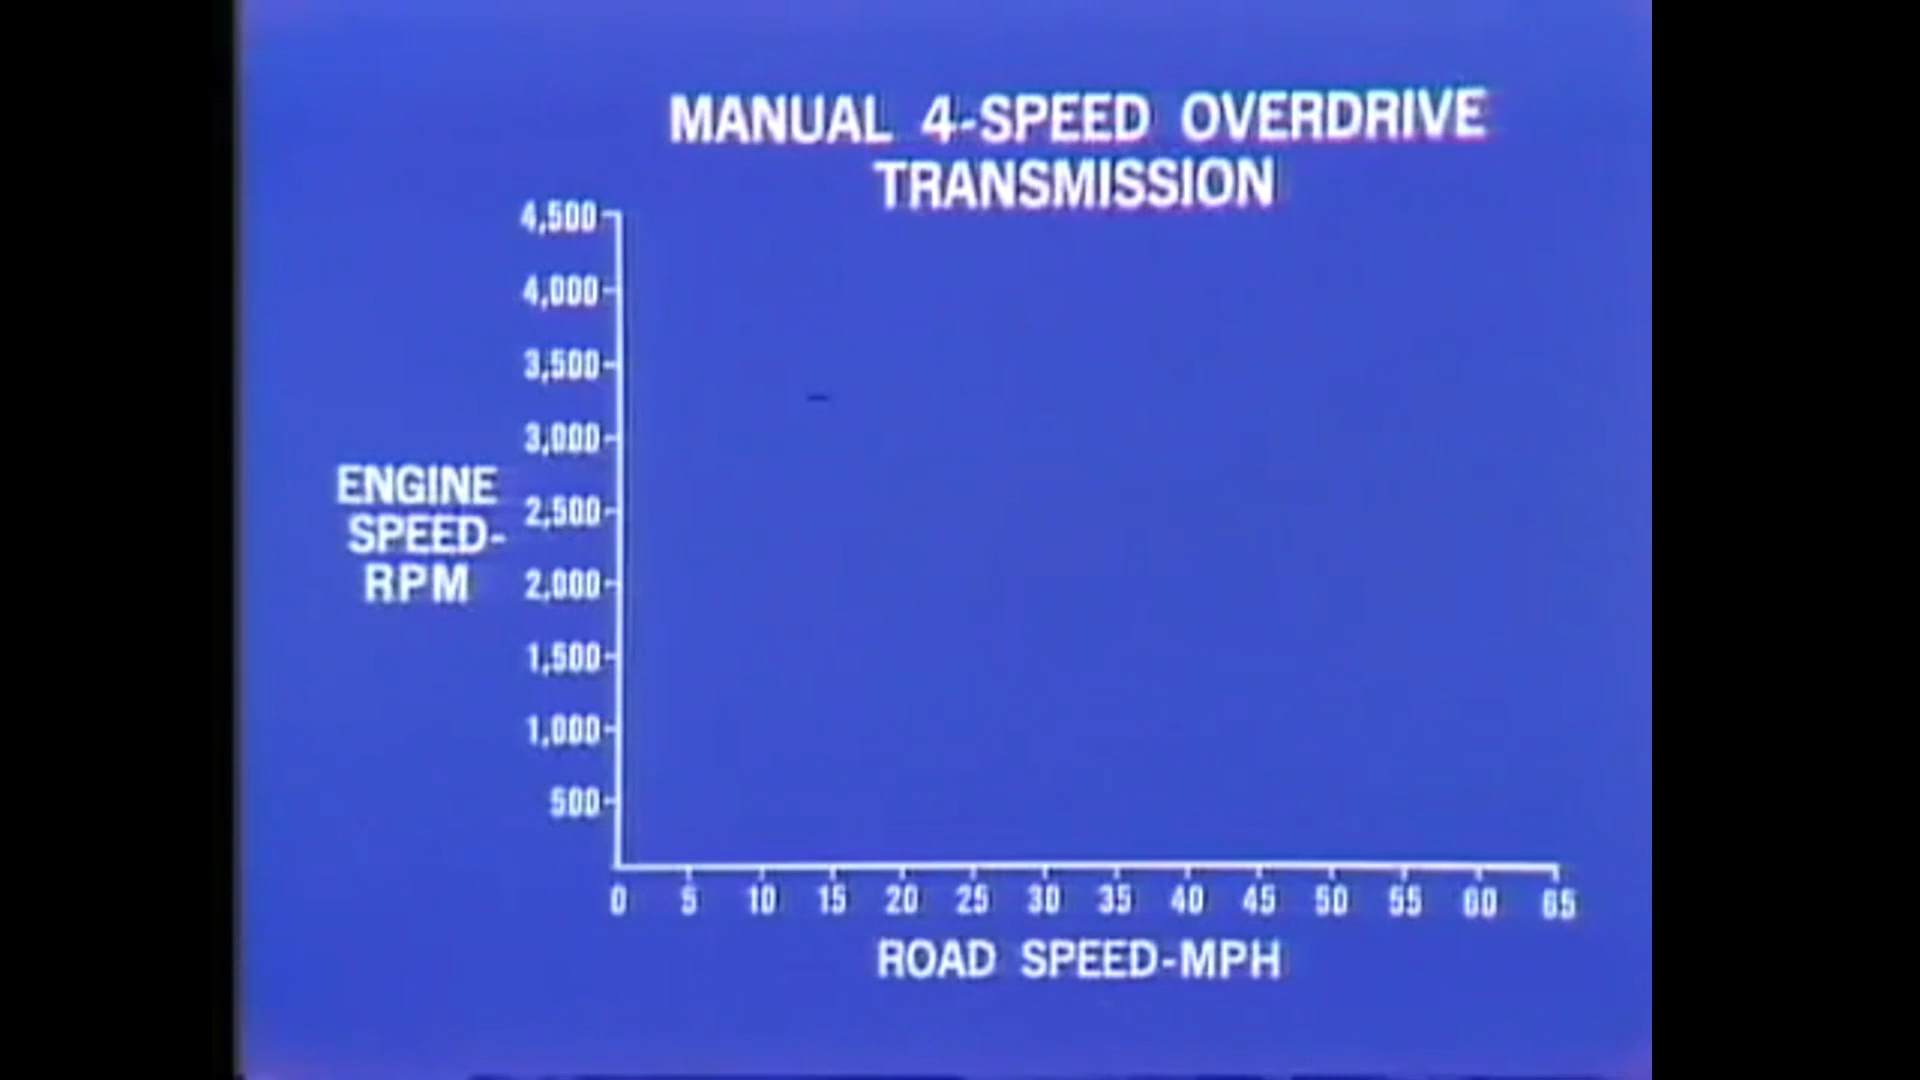 MANUAL 4-SPEED OVERDRIVE
TRANSMISSION
4,500
4,000
3,500
3,000
2,500
2,000
1,500
1,000
500
ENGINE
SPEED-
RPM
0 5 10 15 20 25 30 35 40 45 50 55 60 65
ROAD SPEED-MPH